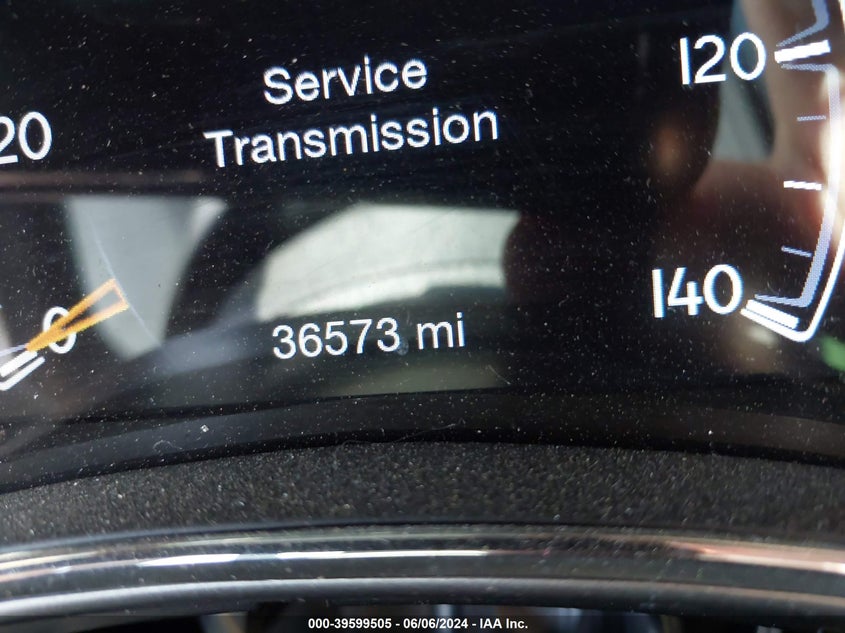 120
Service
20
Transmission
140
0
36573 mi
000-39599505 - 06/06/2024 - IAA Inc.